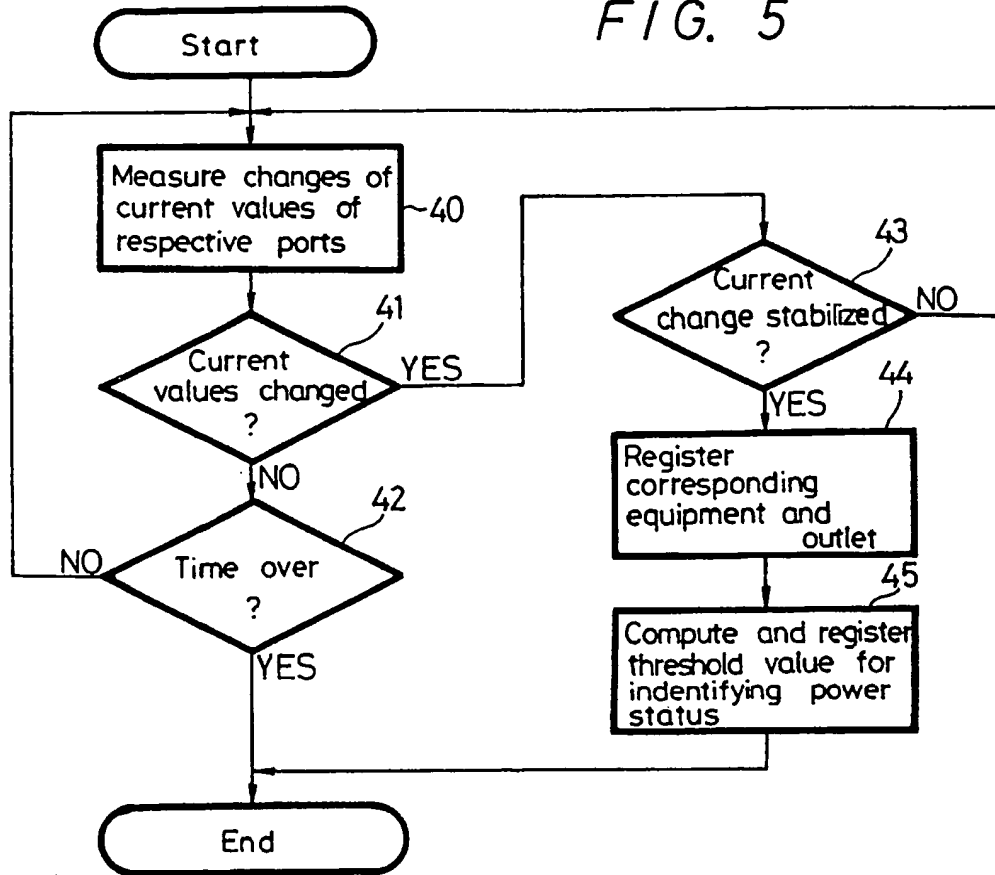 FIG. 5
Start
Measure changes of
current values of
respective ports
40
41
Current
values changed
?
YES
NO
42
Time over
?
NO
YES
43
Current
change stabilized
?
NO
YES
44
Register
corresponding
equipment and
outlet
45
Compute and register
threshold value for
indentifying power
status
End